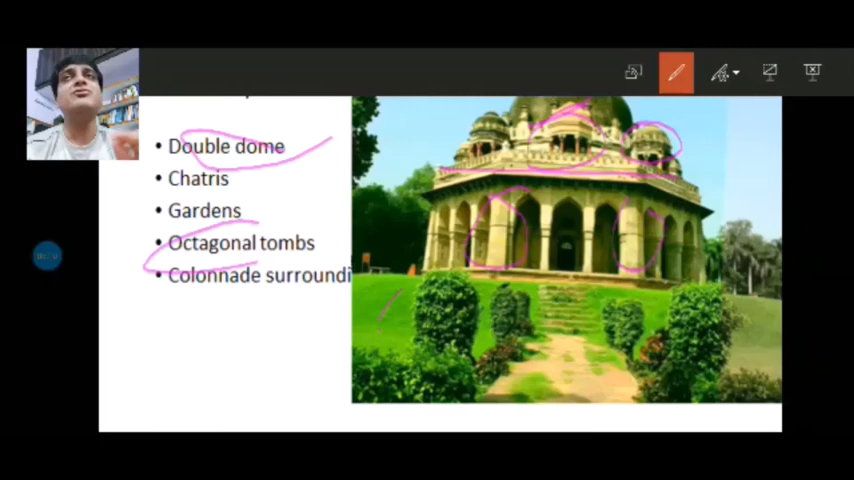 • Double dome
• Chatris
• Gardens
• Octagonal tombs
• Colonnade surroundi